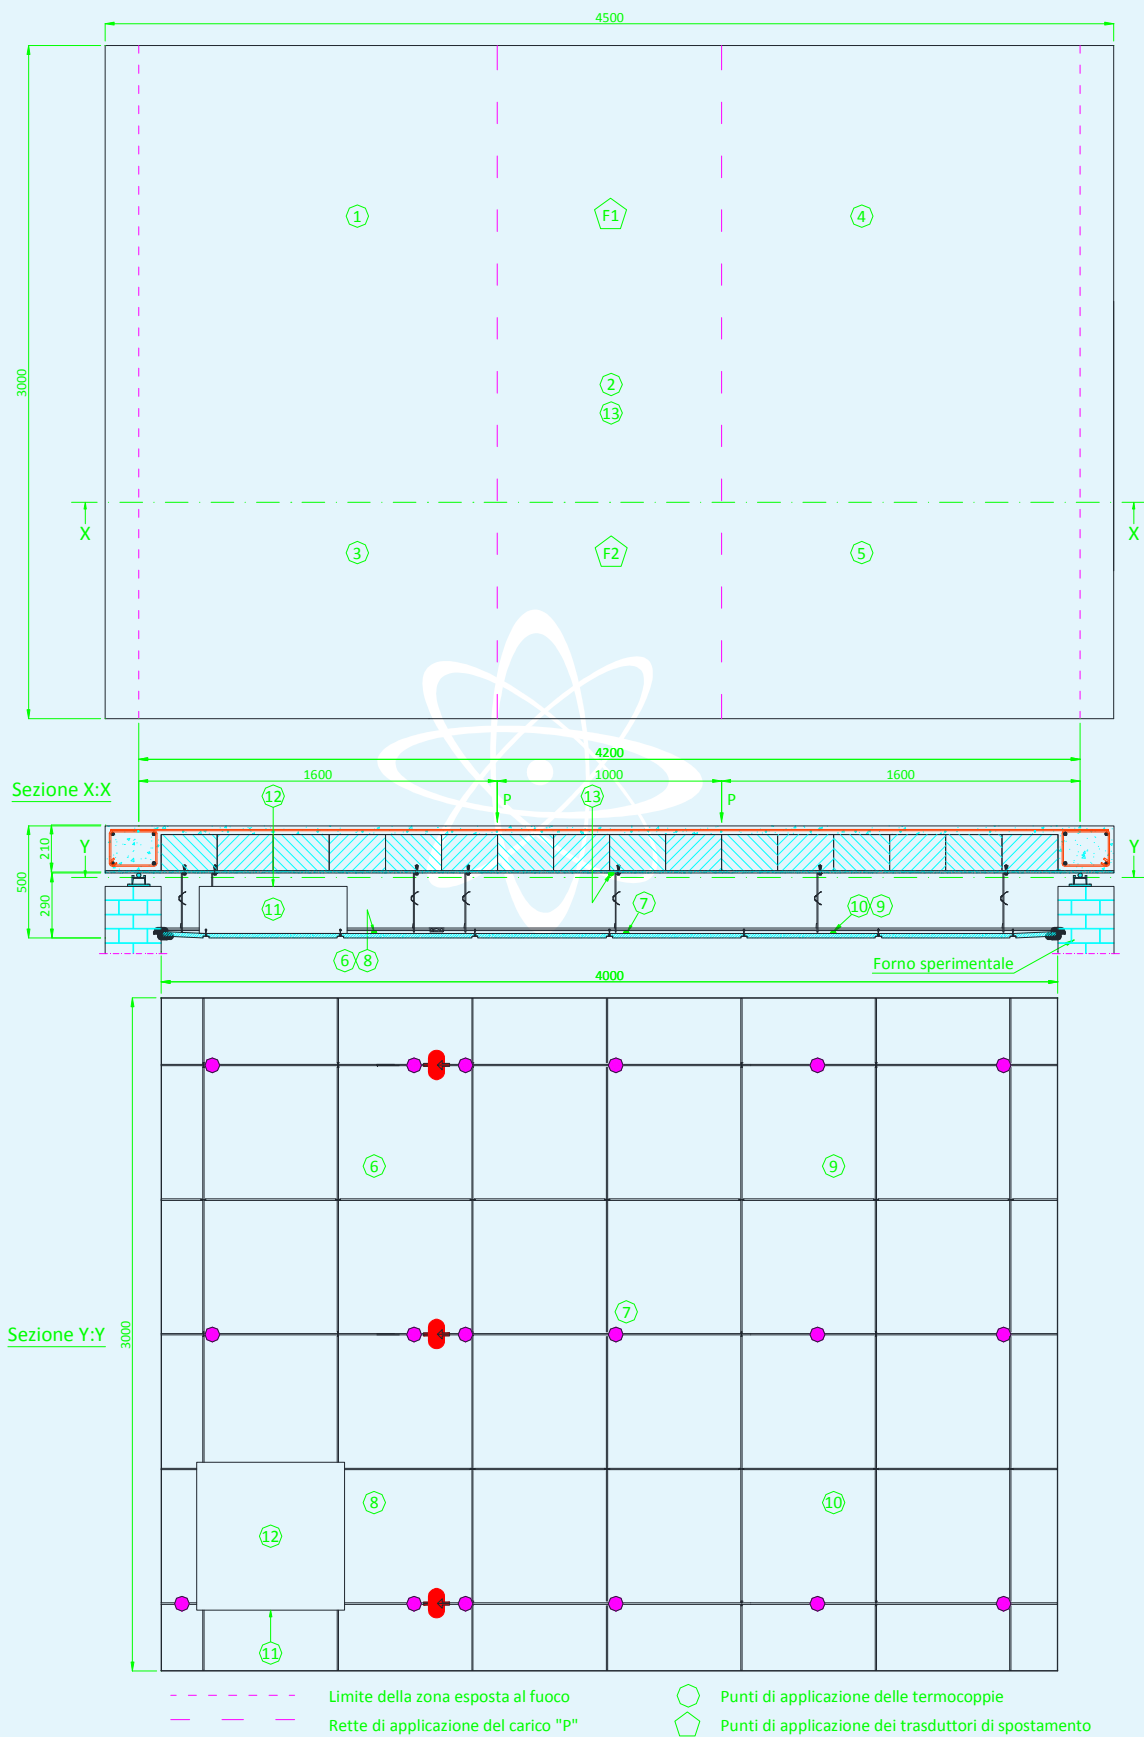 4500
3000
1
F1
4
2
13
X
X
3
F2
5
4200
1600
1000
1600
Sezione X:X
12
13
P
P
210
Y
Y
500
290
11
7
10
9
6
8
Forno sperimentale
4000
6
9
7
Sezione Y:Y
3000
8
10
12
11
Limite della zona esposta al fuoco
Punti di applicazione delle termocoppie
Rette di applicazione del carico "P"
Punti di applicazione dei trasduttori di spostamento